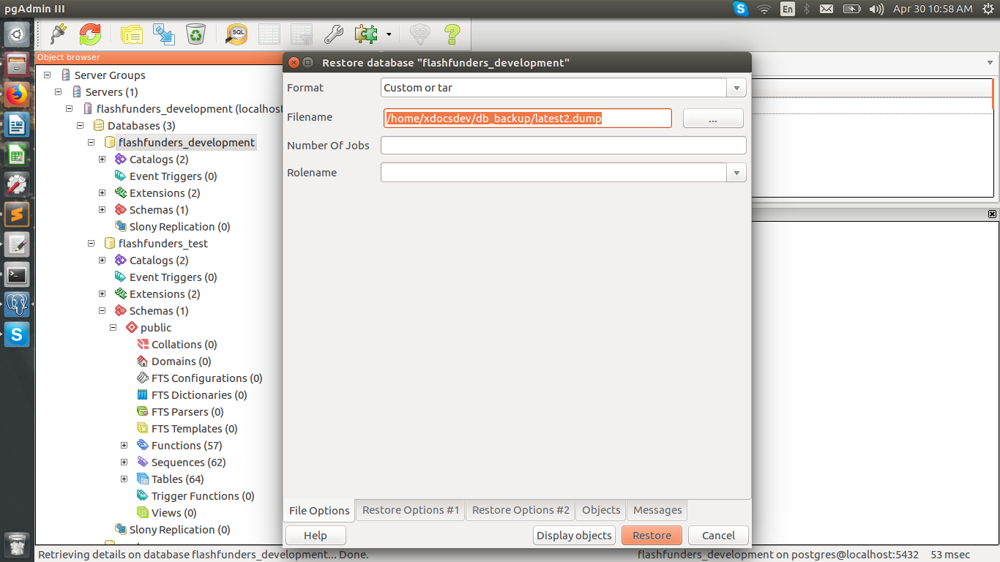 pgAdmin III
En
Apr 30 10:58 AM
SQL
Object browser
Server Groups
Servers (1)
flashfunders_development (localhost
Databases (3)
flashfunders_development
Catalogs (2)
Event Triggers (0)
Extensions (2)
Schemas (1)
Slony Replication (0)
flashfunders_test
Catalogs (2)
Event Triggers (0)
Extensions (2)
Schemas (1)
public
Collations (0)
Domains (0)
FTS Configurations (0)
FTS Dictionaries (0)
FTS Parsers (0)
FTS Templates (0)
Functions (57)
Sequences (62)
Tables (64)
Trigger Functions (0)
Views (0)
Slony Replication (0)
Restore database "flashfunders_development"
Format Custom or tar
Filename /home/xdocsdev/db_backup/latest2.dump ...
Number Of Jobs
Rolename
File Options Restore Options #1 Restore Options #2 Objects Messages
Help Display objects Restore Cancel
Retrieving details on database flashfunders_development... Done. flashfunders_development on postgres@localhost:5432 53 msec